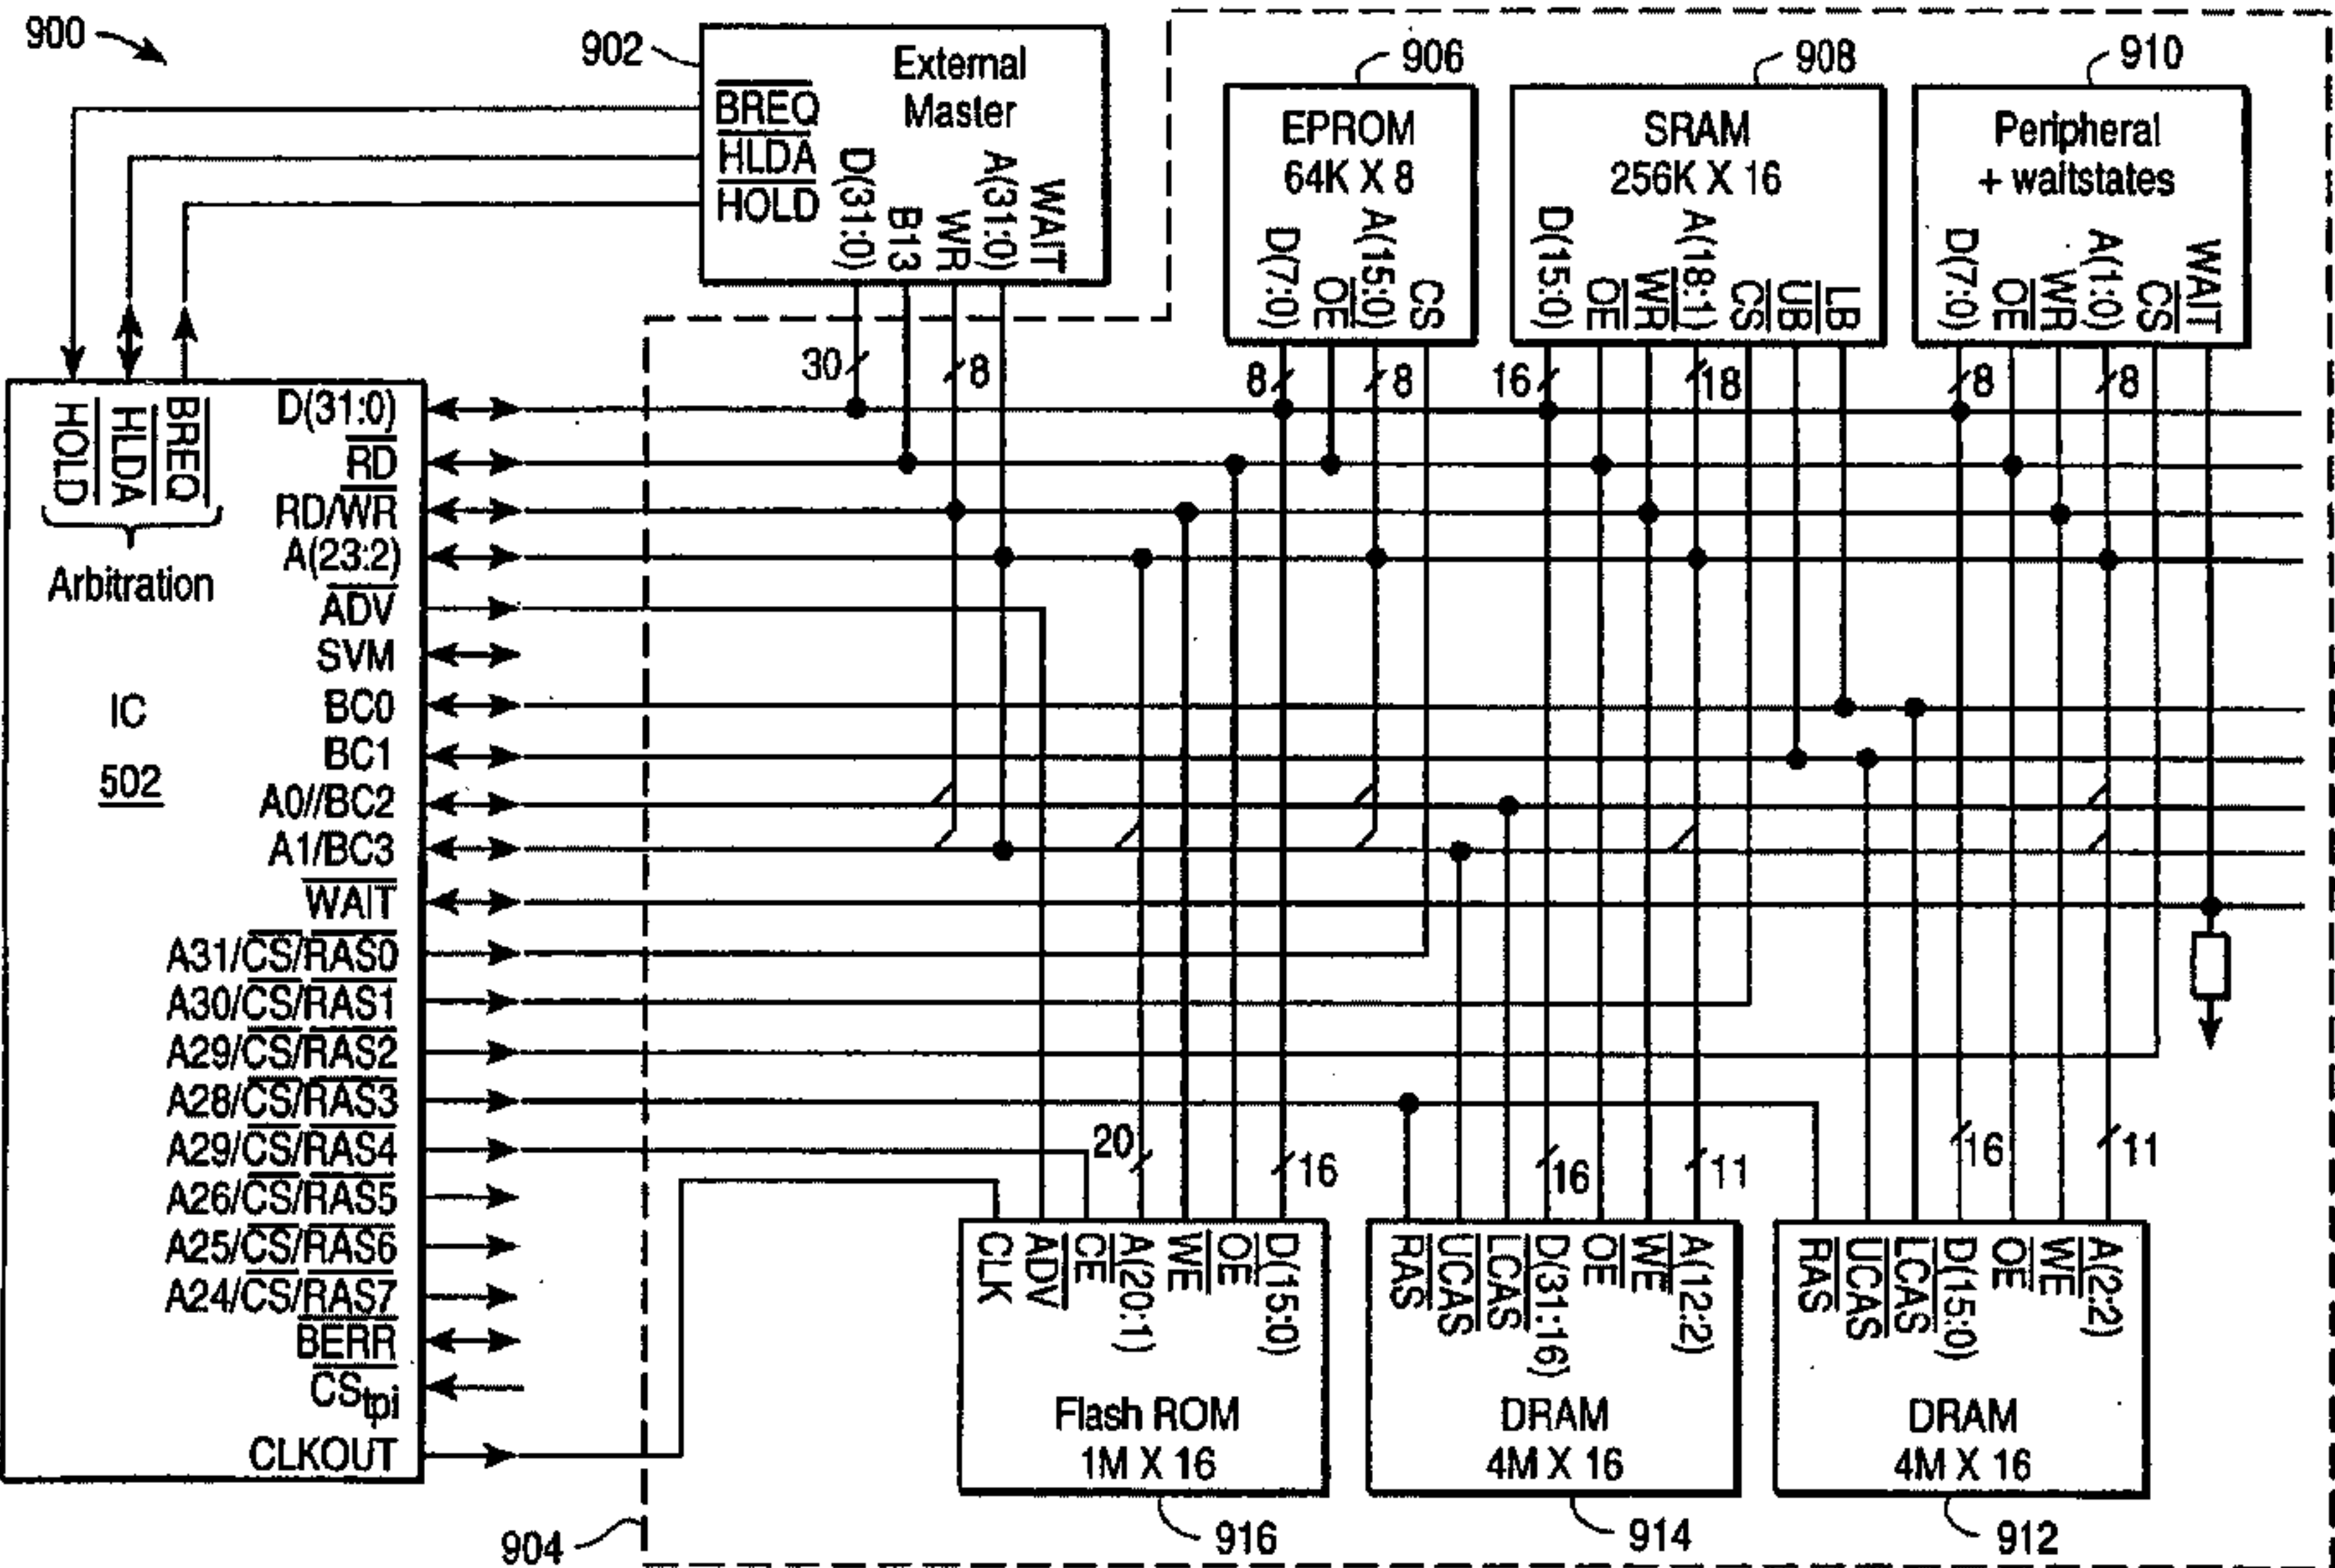 900
902
External
Master
BREQ
HLDA
HOLD
D(31:0)
B13
WR
A(31:0)
WAIT
906
EPROM
64K X 8
D(7:0)
OE
A(15:0)
CS
908
SRAM
256K X 16
D(15:0)
OE
WR
A(18:1)
CS
UB
LB
910
Peripheral
+ waitstates
D(7:0)
OE
WR
A(1:0)
CS
WAIT
30
8
8
8
16
18
8
8
HOLD
HLDA
BREQ
Arbitration
IC
502
D(31:0)
RD
RD/WR
A(23:2)
ADV
SVM
BC0
BC1
A0//BC2
A1/BC3
WAIT
A31/CS/RAS0
A30/CS/RAS1
A29/CS/RAS2
A28/CS/RAS3
A29/CS/RAS4
A26/CS/RAS5
A25/CS/RAS6
A24/CS/RAS7
BERR
CStpi
CLKOUT
20
16
16
11
16
11
CLK
ADV
CE
A(20:1)
WE
OE
D(15:0)
Flash ROM
1M X 16
916
RAS
UCAS
LCAS
D(31:16)
OE
WE
A(12:2)
DRAM
4M X 16
914
RAS
UCAS
LCAS
D(15:0)
OE
WE
A(2:2)
DRAM
4M X 16
912
904